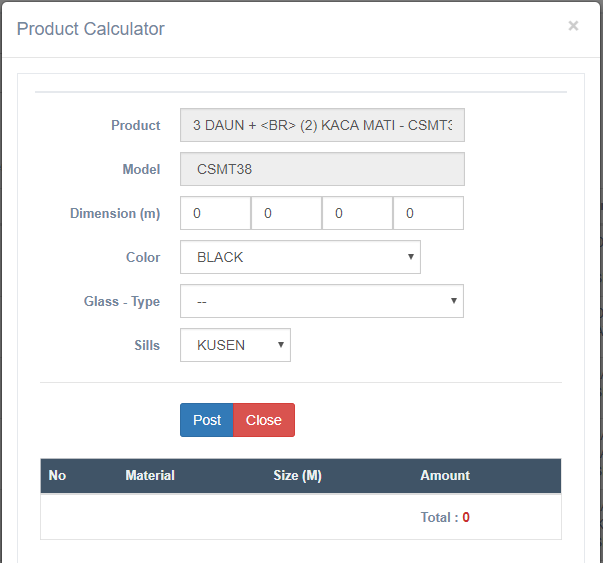 Product Calculator ×
Product 3 DAUN + <BR> (2) KACA MATI - CSMT3
Model CSMT38
Dimension (m) 0 0 0 0
Color BLACK
Glass - Type --
Sills KUSEN
Post Close
No Material Size (M) Amount
Total : 0